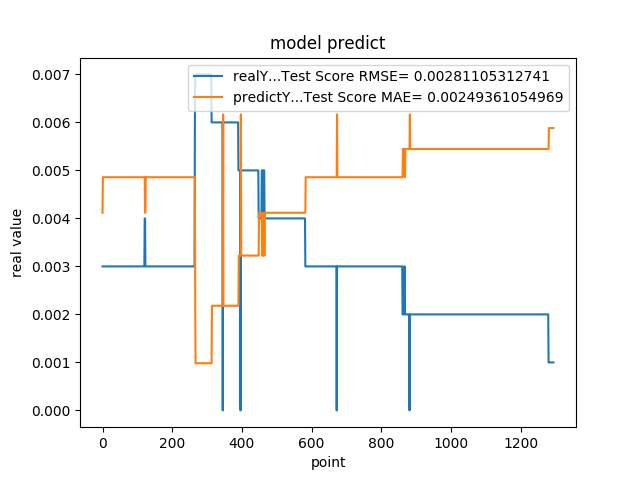 model predict
realY...Test Score RMSE= 0.00281105312741
predictY...Test Score MAE= 0.00249361054969
0.007
0.006
0.005
0.004
0.003
0.002
0.001
0.000
real value
0 200 400 600 800 1000 1200
point